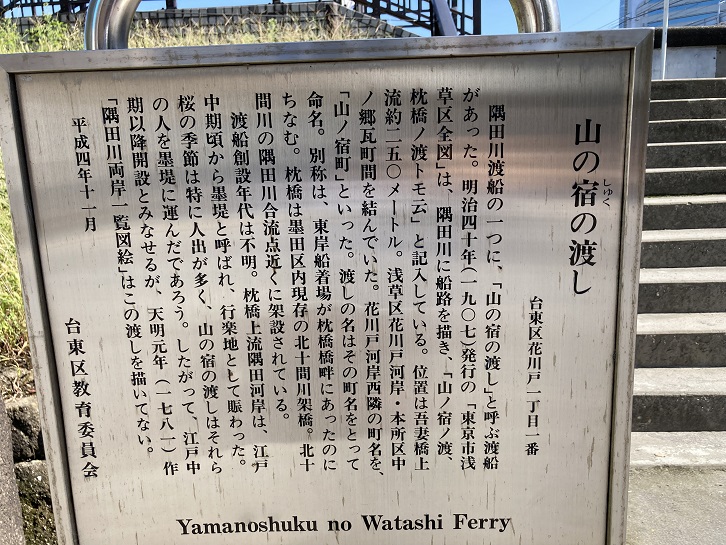 山の宿の渡し
しゅく
台東区花川戸一丁目一番
隅田川渡船の一つに、「山の宿の渡し」と呼ぶ渡船
があった。明治四十年(一九〇七)発行の「東京市浅
草区全図」は、隅田川に船路を描き、「山ノ宿ノ渡、
枕橋ノ渡トモ云」と記入している。位置は吾妻橋上
流約二五〇メートル。浅草区花川戸河岸・本所区中
ノ郷瓦町間を結んでいた。花川戸河岸西隣の町名を、
「山ノ宿町」といった。渡しの名はその町名をとって
命名。別称は、東岸船着場が枕橋橋畔にあったのに
ちなむ。枕橋は墨田区内現存の北十間川架橋。北十
間川の隅田川合流点近くに架設されている。
渡船創設年代は不明。枕橋上流隅田河岸は、江戸
中期頃から墨堤と呼ばれ、行楽地として賑わった。
桜の季節は特に人出が多く、山の宿の渡しはそれら
の人を墨堤に運んだであろう。したがって、江戸中
期以降開設とみなせるが、天明元年(一七八一)作
「隅田川両岸一覧図絵」はこの渡しを描いてない。
平成四年十一月
台東区教育委員会
Yamanoshuku no Watashi Ferry